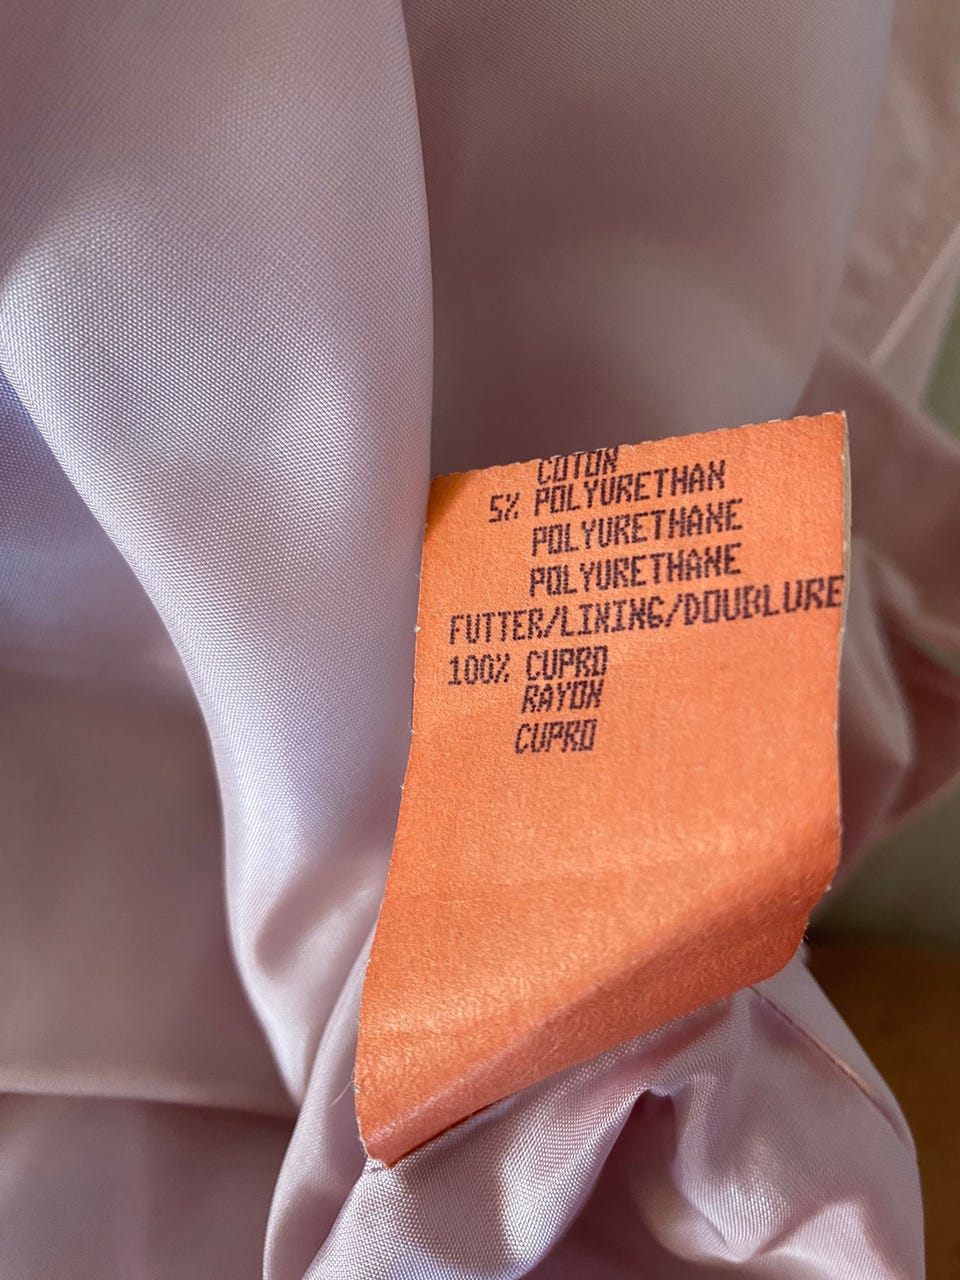 COTON
5% POLYURETHAN
POLYURETHANE
POLYURETHANE
FUTTER/LINING/DOUBLURE
100% CUPRO
RAYON
CUPRO